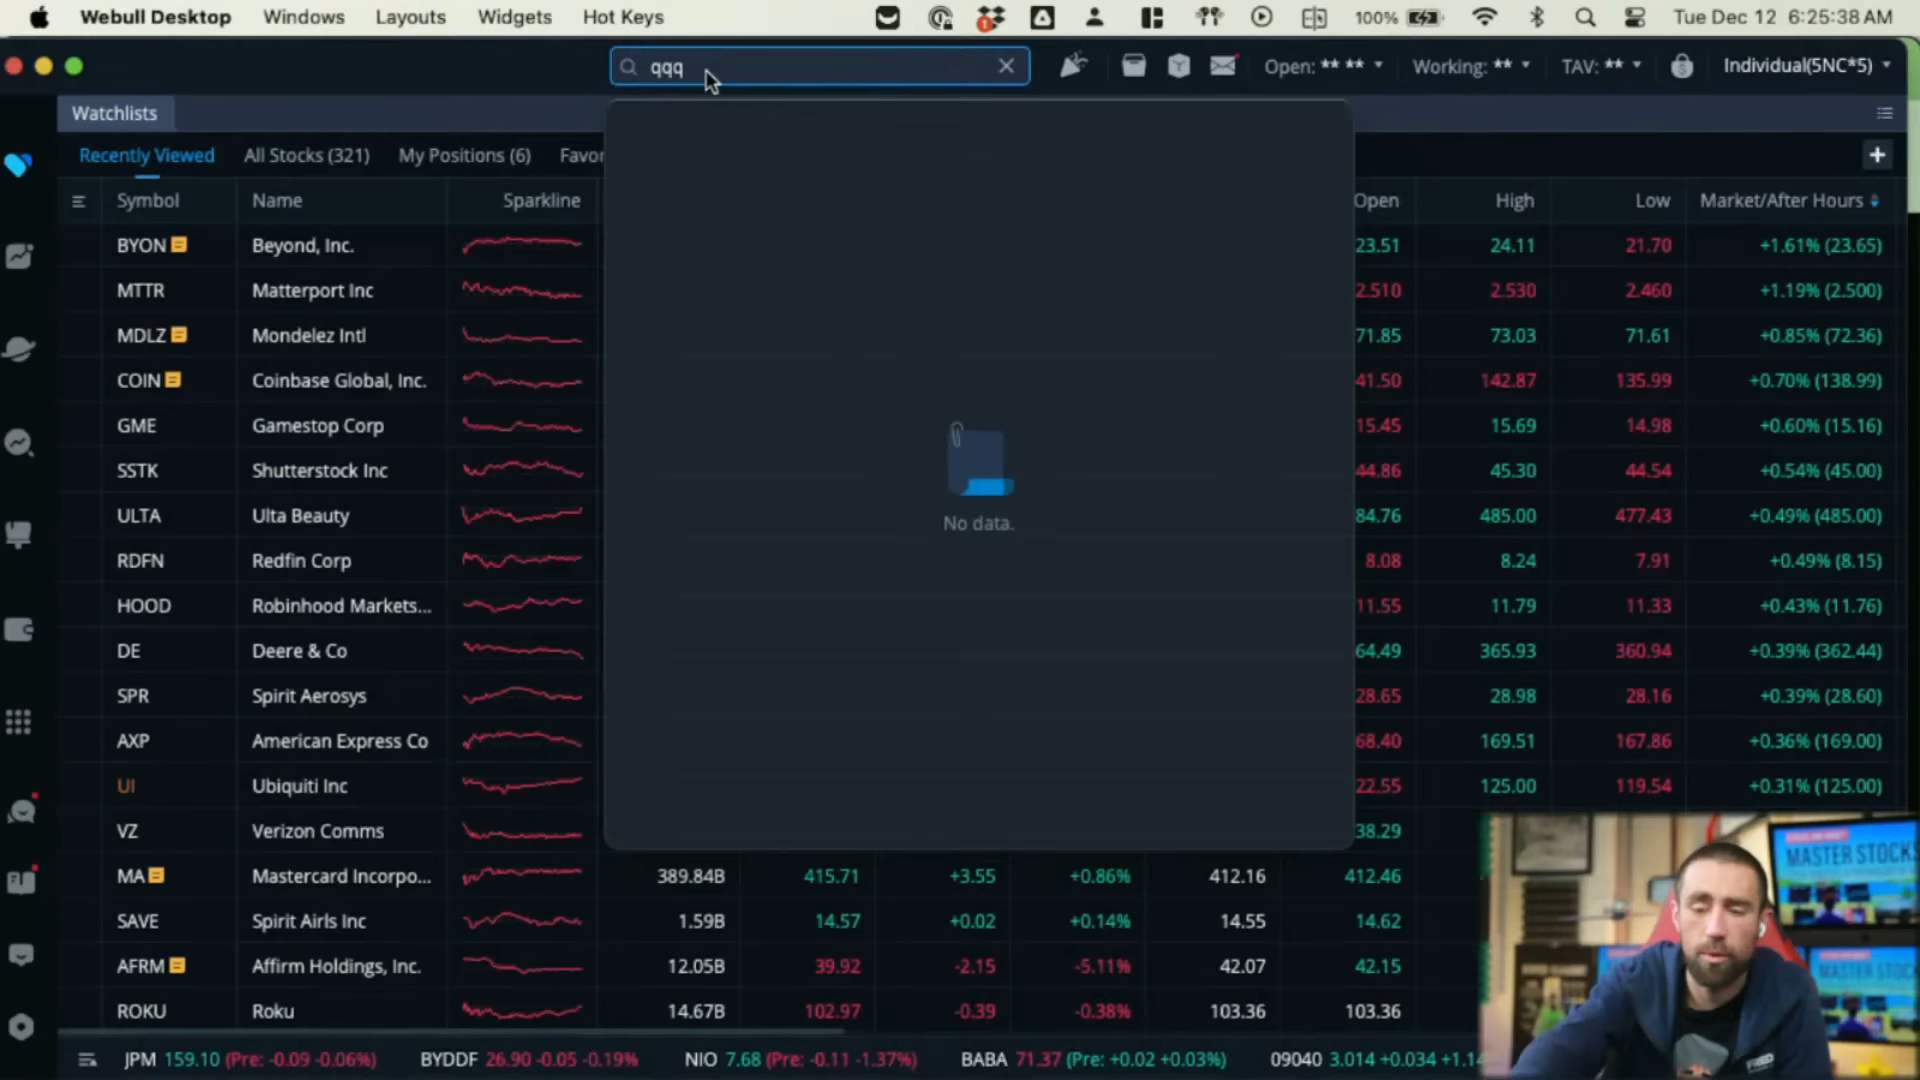 Webull Desktop Windows Layouts Widgets Hot Keys 1 100% Tue Dec 12 6:25:38 AM
qqq Open: ** ** Working: ** TAV: ** Individual(5NC*5)
Watchlists
Recently Viewed All Stocks (321) My Positions (6) Favor
Symbol Name Sparkline Open High Low Market/After Hours
BYON Beyond, Inc. 23.51 24.11 21.70 +1.61% (23.65)
MTTR Matterport Inc 2.510 2.530 2.460 +1.19% (2.500)
MDLZ Mondelez Intl 71.85 73.03 71.61 +0.85% (72.36)
COIN Coinbase Global, Inc. 41.50 142.87 135.99 +0.70% (138.99)
GME Gamestop Corp 15.45 15.69 14.98 +0.60% (15.16)
SSTK Shutterstock Inc 44.86 45.30 44.54 +0.54% (45.00)
ULTA Ulta Beauty 84.76 485.00 477.43 +0.49% (485.00)
No data.
RDFN Redfin Corp 8.08 8.24 7.91 +0.49% (8.15)
HOOD Robinhood Markets... 11.55 11.79 11.33 +0.43% (11.76)
DE Deere & Co 64.49 365.93 360.94 +0.39% (362.44)
SPR Spirit Aerosys 28.65 28.98 28.16 +0.39% (28.60)
AXP American Express Co 68.40 169.51 167.86 +0.36% (169.00)
UI Ubiquiti Inc 22.55 125.00 119.54 +0.31% (125.00)
VZ Verizon Comms 38.29
MA Mastercard Incorpo... 389.84B 415.71 +3.55 +0.86% 412.16 412.46
SAVE Spirit Airls Inc 1.59B 14.57 +0.02 +0.14% 14.55 14.62
AFRM Affirm Holdings, Inc. 12.05B 39.92 -2.15 -5.11% 42.07 42.15
ROKU Roku 14.67B 102.97 -0.39 -0.38% 103.36 103.36
JPM 159.10 (Pre: -0.09 -0.06%) BYDDF 26.90 -0.05 -0.19% NIO 7.68 (Pre: -0.11 -1.37%) BABA 71.37 (Pre: +0.02 +0.03%) 09040 3.014 +0.034 +1.14
MASTER STOCKS
MASTER STOC